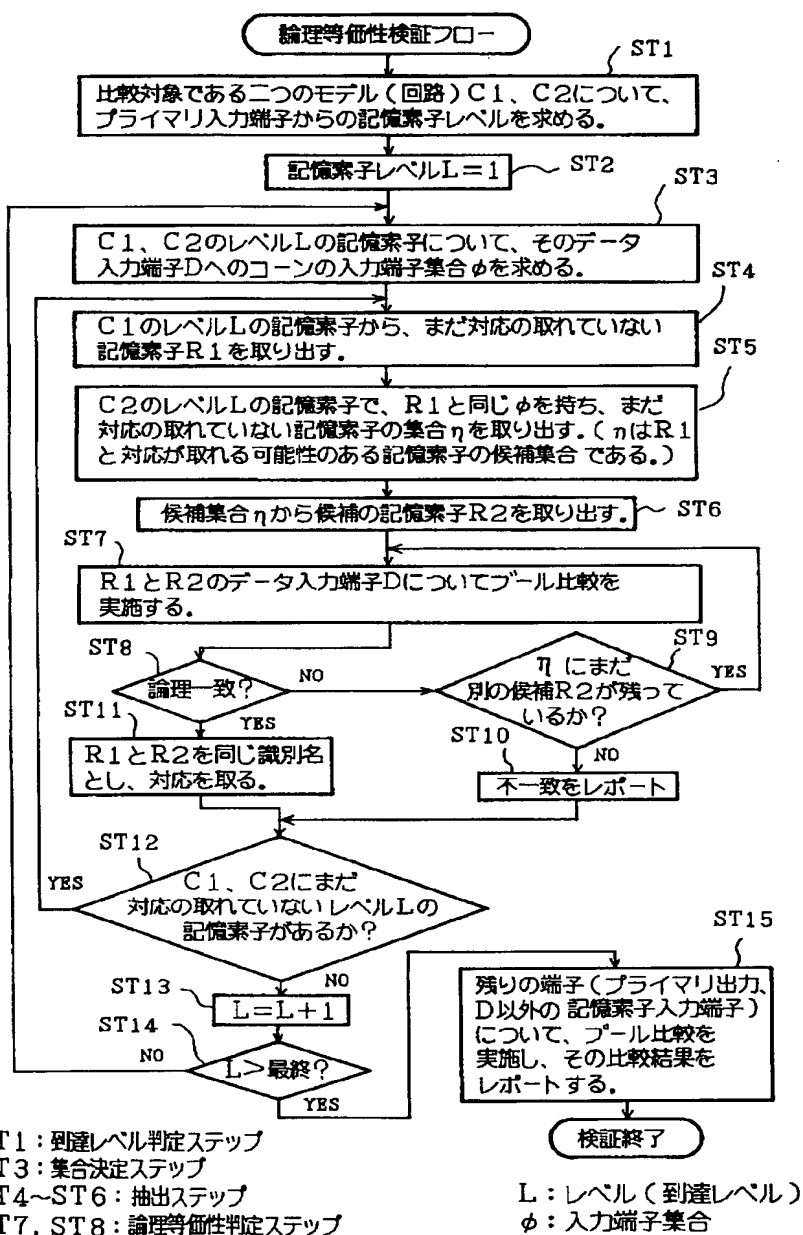 論理等価性検証フロー
ST1
比較対象である二つのモデル（回路）C1、C2について、
プライマリ入力端子からの記憶素子レベルを求める。
記憶素子レベルL＝1
ST2
ST3
C1、C2のレベルLの記憶素子について、そのデータ
入力端子Dへのコーンの入力端子集合φを求める。
ST4
C1のレベルLの記憶素子から、まだ対応の取れていない
記憶素子R1を取り出す。
ST5
C2のレベルLの記憶素子で、R1と同じφを持ち、まだ
対応の取れていない記憶素子の集合ηを取り出す。（ηはR1
と対応が取れる可能性のある記憶素子の候補集合である。）
候補集合ηから候補の記憶素子R2を取り出す。
ST6
ST7
R1とR2のデータ入力端子Dについてブール比較を
実施する。
ST8
論理一致？
NO
YES
ST9
ηにまだ
別の候補R2が残って
いるか？
YES
NO
ST11
R1とR2を同じ識別名
とし、対応を取る。
ST10
不一致をレポート
ST12
YES
C1、C2にまだ
対応の取れていないレベルLの
記憶素子があるか？
NO
ST13
L＝L＋1
ST14
NO
L＞最終？
YES
ST15
残りの端子（プライマリ出力、
D以外の記憶素子入力端子）
について、ブール比較を
実施し、その比較結果を
レポートする。
検証終了
T1：到達レベル判定ステップ
T3：集合決定ステップ
T4～ST6：抽出ステップ
T7，ST8：論理等価性判定ステップ
L：レベル（到達レベル）
φ：入力端子集合